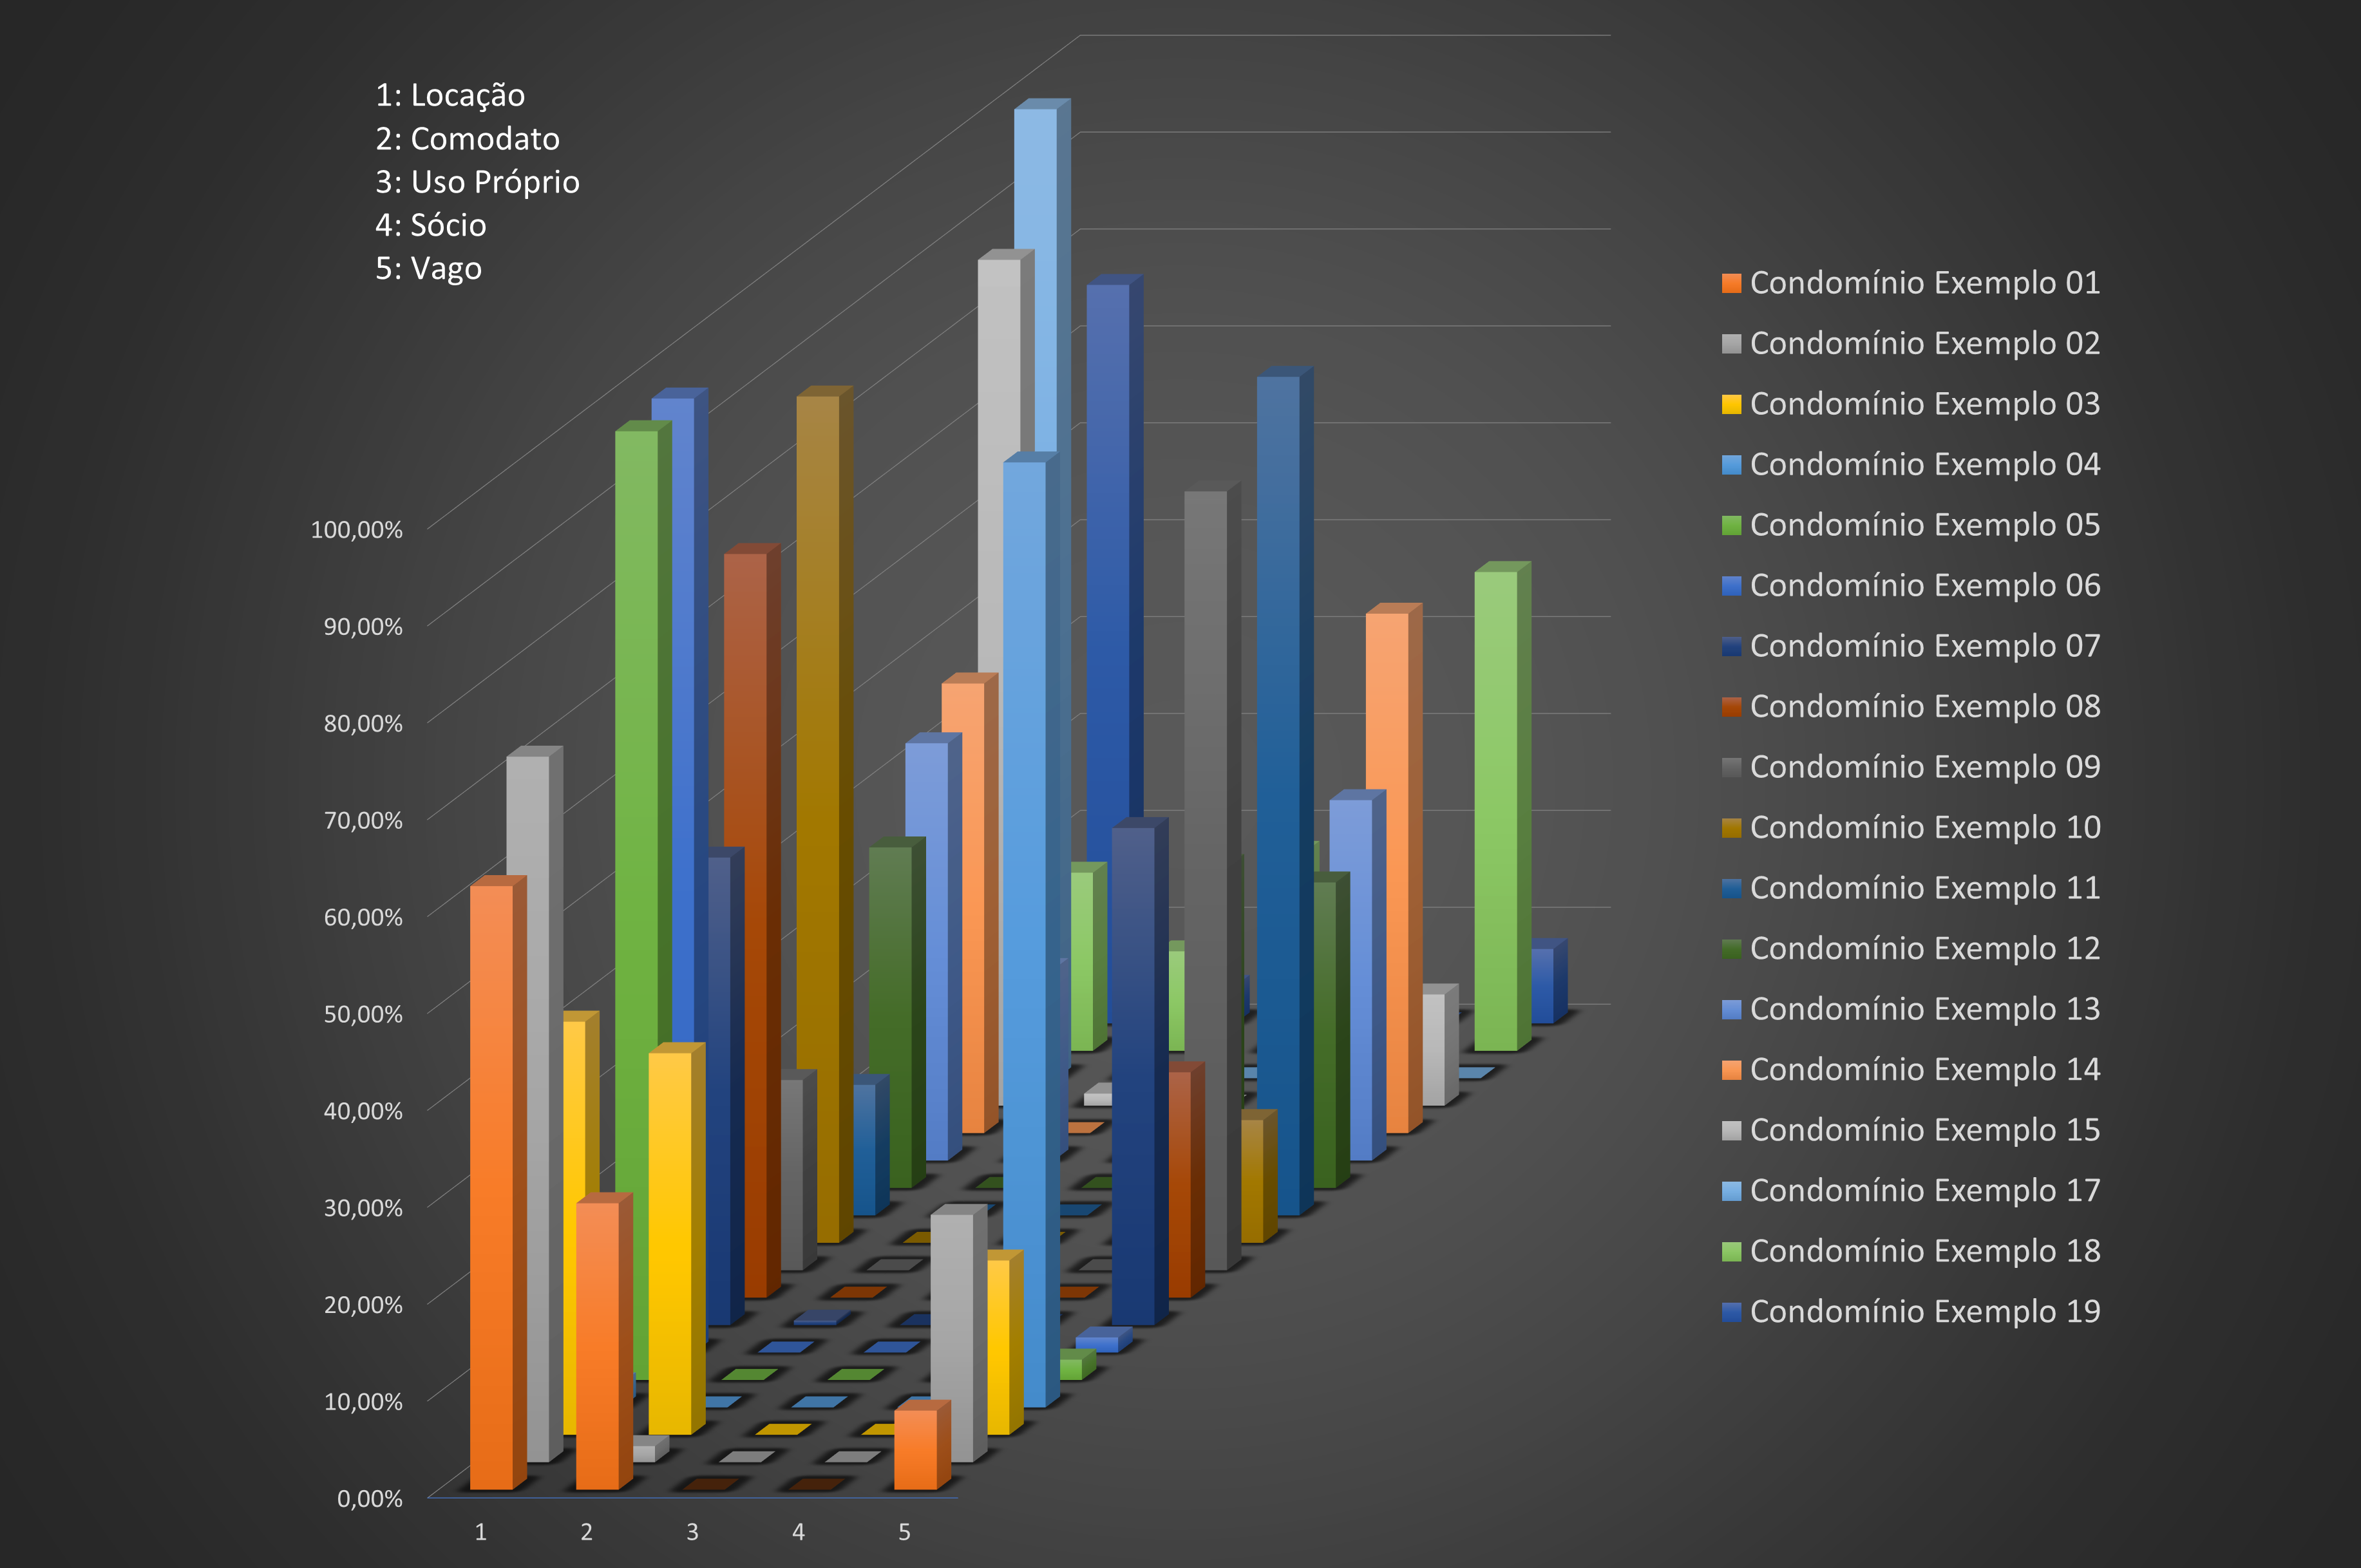 1: Locação
2: Comodato
3: Uso Próprio
4: Sócio
5: Vago
100,00%
90,00%
80,00%
70,00%
60,00%
50,00%
40,00%
30,00%
20,00%
10,00%
0,00%
1 2 3 4 5
Condomínio Exemplo 01
Condomínio Exemplo 02
Condomínio Exemplo 03
Condomínio Exemplo 04
Condomínio Exemplo 05
Condomínio Exemplo 06
Condomínio Exemplo 07
Condomínio Exemplo 08
Condomínio Exemplo 09
Condomínio Exemplo 10
Condomínio Exemplo 11
Condomínio Exemplo 12
Condomínio Exemplo 13
Condomínio Exemplo 14
Condomínio Exemplo 15
Condomínio Exemplo 17
Condomínio Exemplo 18
Condomínio Exemplo 19